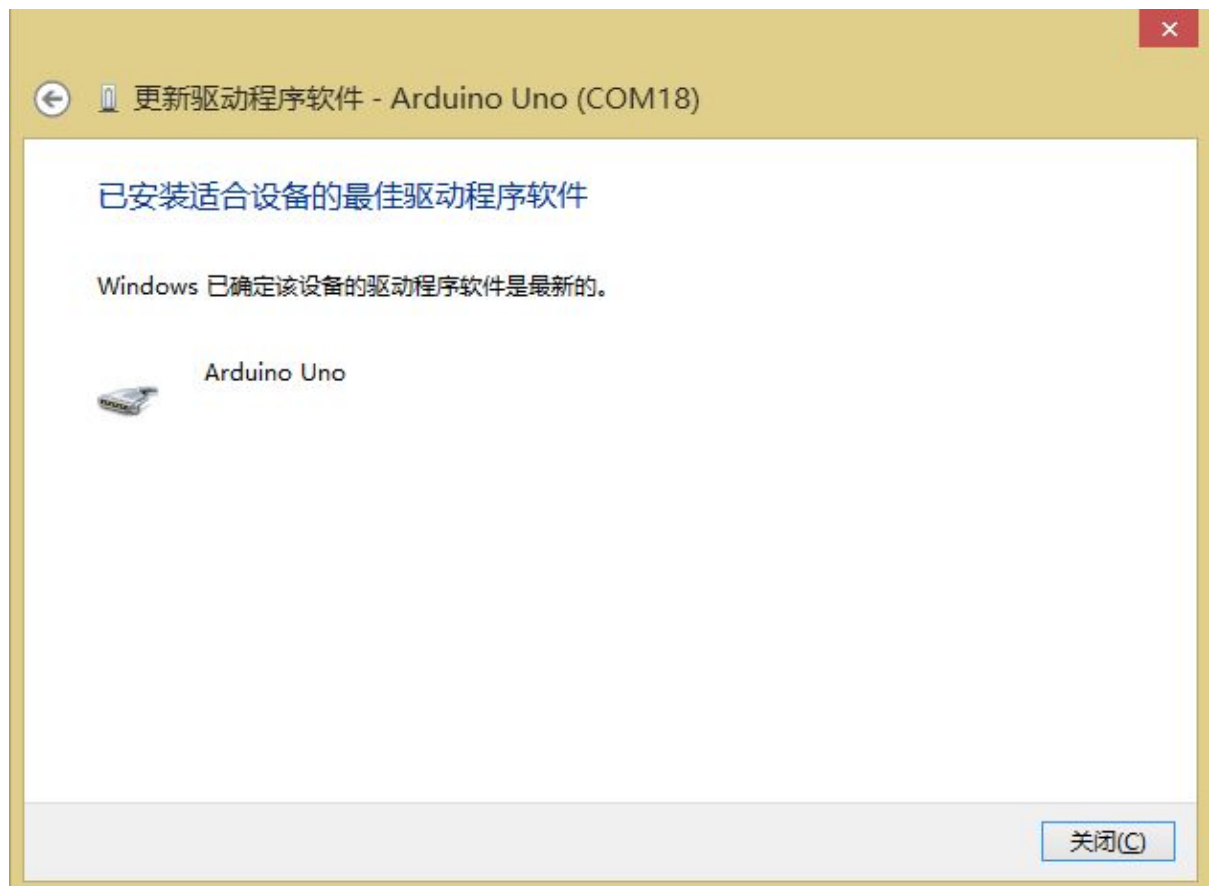 更新驱动程序软件 - Arduino Uno (COM18)
已安装适合设备的最佳驱动程序软件
Windows 已确定该设备的驱动程序软件是最新的。
Arduino Uno
关闭(C)